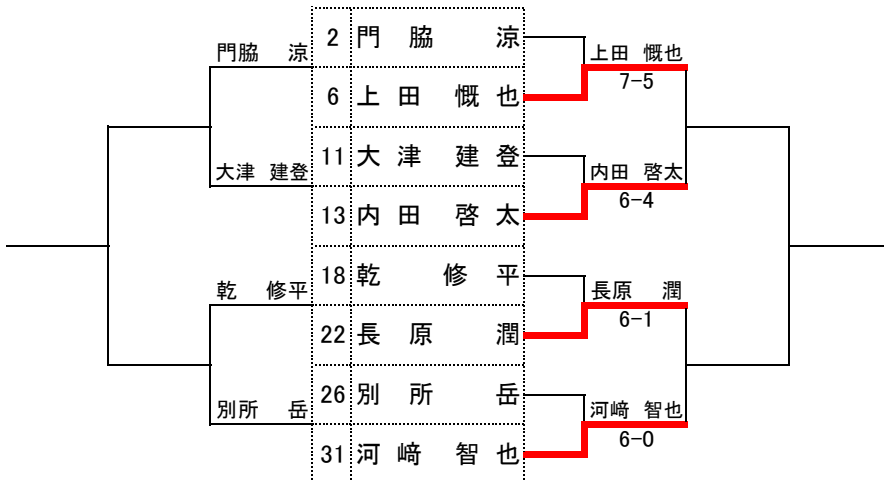 2 門脇 涼
6 上田 慨也
11 大津 建登
13 内田 啓太
18 乾 修平
22 長原 潤
26 別所 岳
31 河﨑 智也
門脇 涼
大津 建登
乾 修平
別所 岳
上田 慨也
7-5
内田 啓太
6-4
長原 潤
6-1
河﨑 智也
6-0